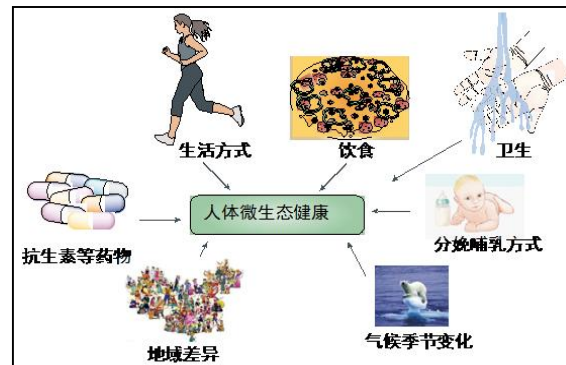 生活方式
饮食
卫生
人体微生态健康
抗生素等药物
分娩哺乳方式
地域差异
气候季节变化